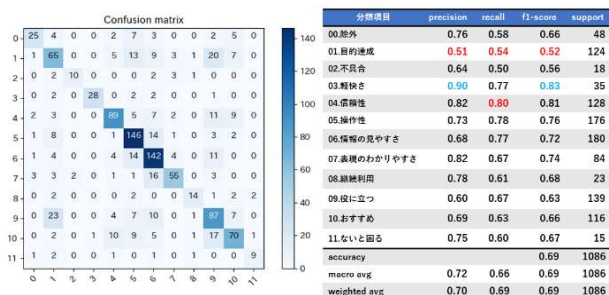 Confusion matrix
0 25 4 0 0 2 7 3 0 0 2 5 0
1 1 65 0 0 5 13 9 3 1 20 7 0
2 0 2 10 0 0 2 3 0 0 1 0 0
3 0 2 0 28 2 0 0 1 0 2 0 0
4 2 3 0 0 89 5 7 2 0 11 9 0
5 1 8 0 0 1 146 14 1 0 3 2 0
6 1 4 0 0 4 14 142 4 0 11 0 0
7 3 3 2 0 1 1 16 55 0 3 0 0
8 0 2 0 0 0 2 0 0 14 1 2 2
9 0 23 0 0 4 7 10 0 1 87 7 0
10 0 2 0 1 10 9 5 0 1 17 70 1
11 1 2 0 0 0 1 0 0 0 1 1 9
0 1 2 3 4 5 6 7 8 9 10 11
140
120
100
80
60
40
20
0
分類項目 precision recall f1-score support
00.除外 0.76 0.58 0.66 48
01.目的達成 0.51 0.54 0.52 124
02.不具合 0.64 0.50 0.56 18
03.軽快さ 0.90 0.77 0.83 35
04.信頼性 0.82 0.80 0.81 128
05.操作性 0.73 0.78 0.76 176
06.情報の見やすさ 0.68 0.77 0.72 180
07.表現のわかりやすさ 0.82 0.67 0.74 84
08.継続利用 0.78 0.61 0.68 23
09.役に立つ 0.60 0.67 0.63 139
10.おすすめ 0.69 0.63 0.66 116
11.ないと困る 0.75 0.60 0.67 15
accuracy 0.69 1086
macro avg 0.72 0.66 0.69 1086
weighted avg 0.70 0.69 0.69 1086